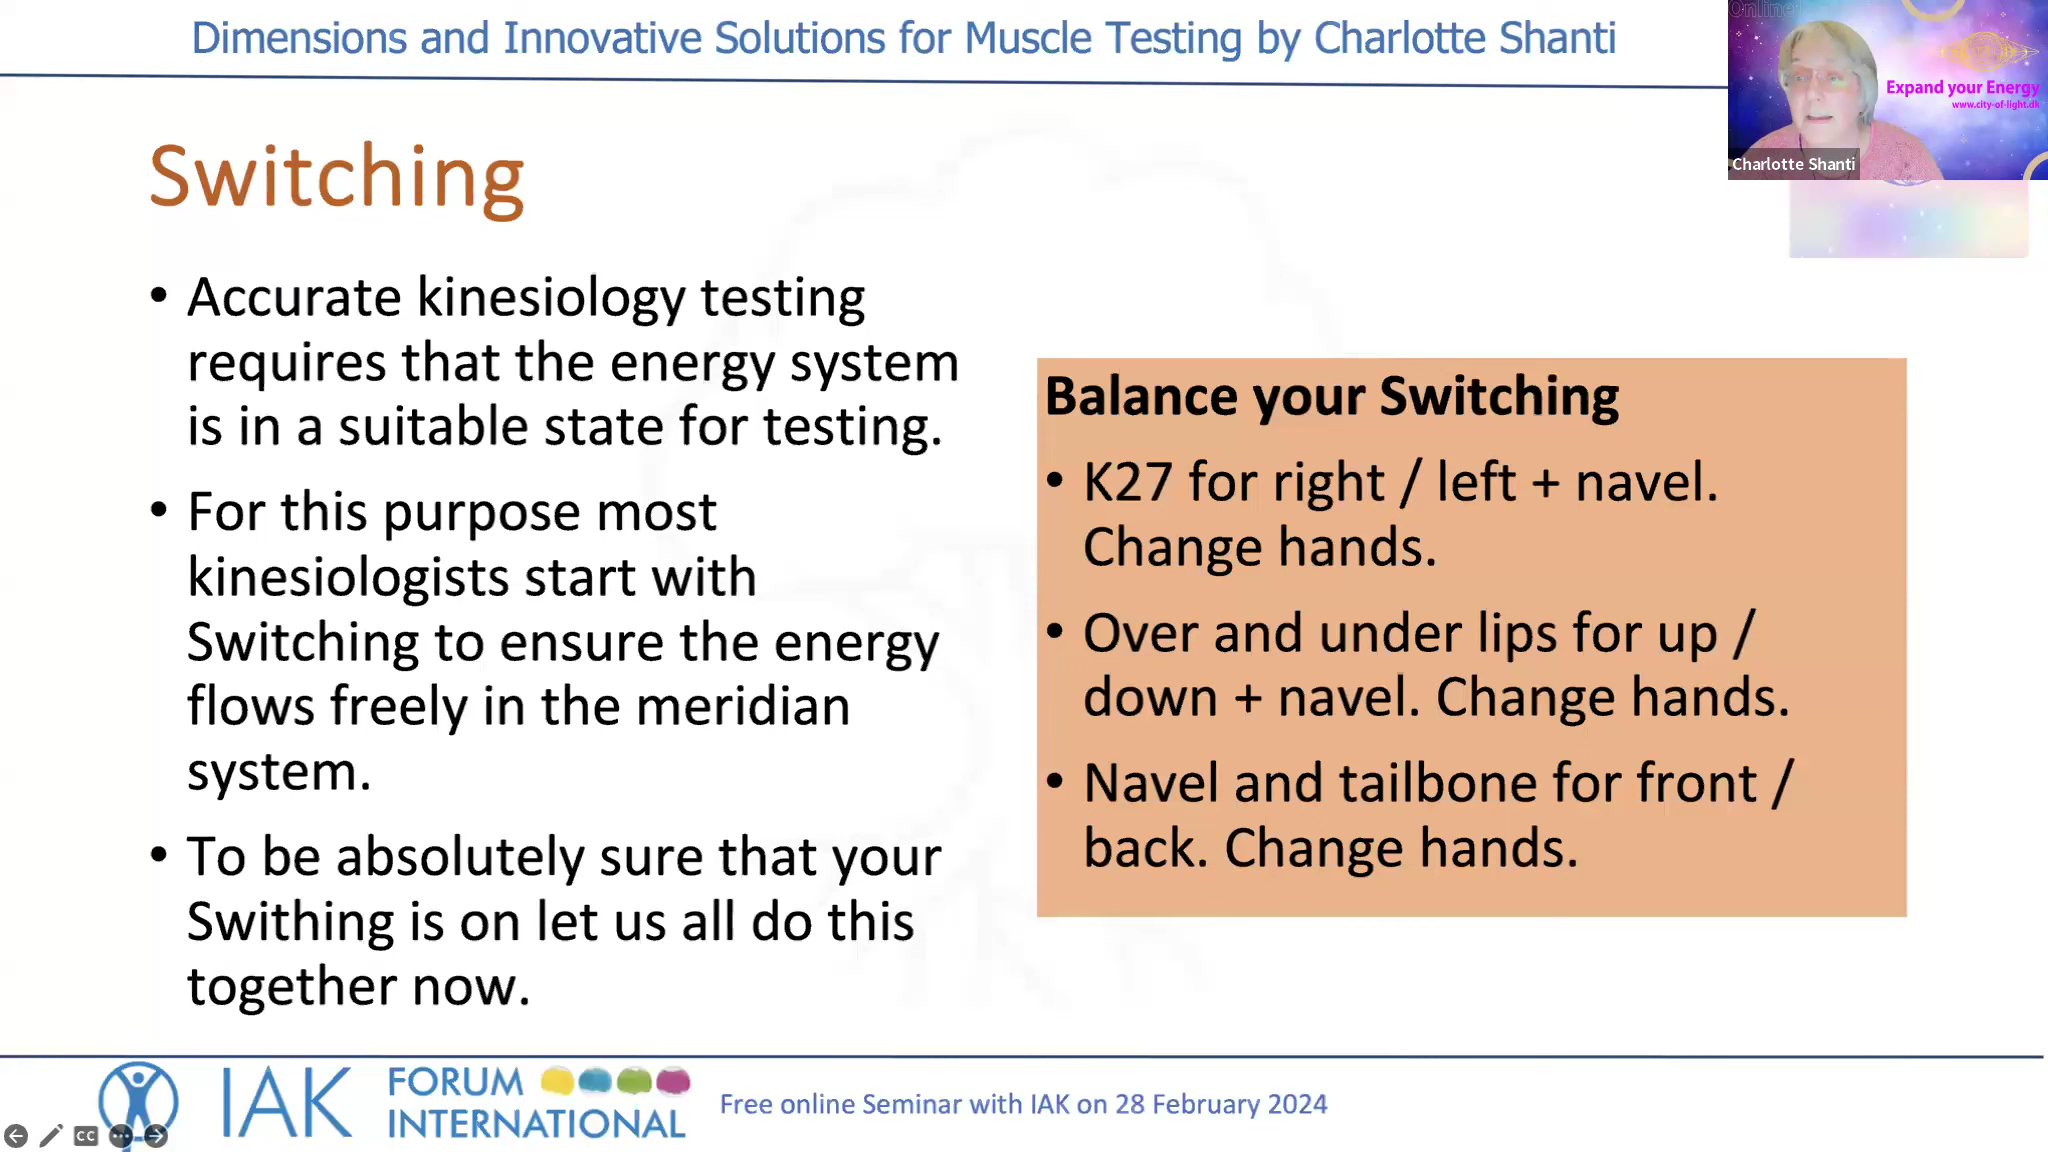 Dimensions and Innovative Solutions for Muscle Testing by Charlotte Shanti
Online
Expand your Energy
www.city-of-light.dk
Charlotte Shanti
Switching
• Accurate kinesiology testing
requires that the energy system
is in a suitable state for testing.
• For this purpose most
kinesiologists start with
Switching to ensure the energy
flows freely in the meridian
system.
• To be absolutely sure that your
Swithing is on let us all do this
together now.
Balance your Switching
• K27 for right / left + navel.
Change hands.
• Over and under lips for up /
down + navel. Change hands.
• Navel and tailbone for front /
back. Change hands.
IAK
FORUM
INTERNATIONAL
Free online Seminar with IAK on 28 February 2024
CC